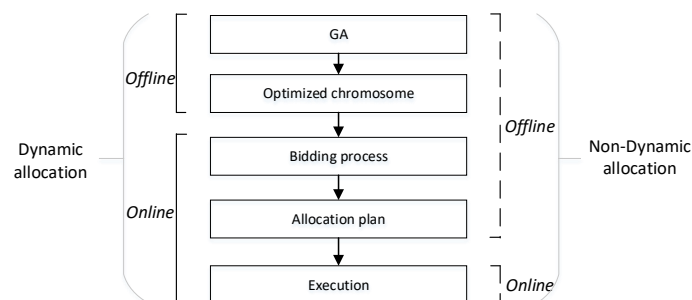 GA
Offline
Optimized chromosome
Offline
Dynamic
allocation
Bidding process
Non-Dynamic
allocation
Online
Allocation plan
Execution
Online